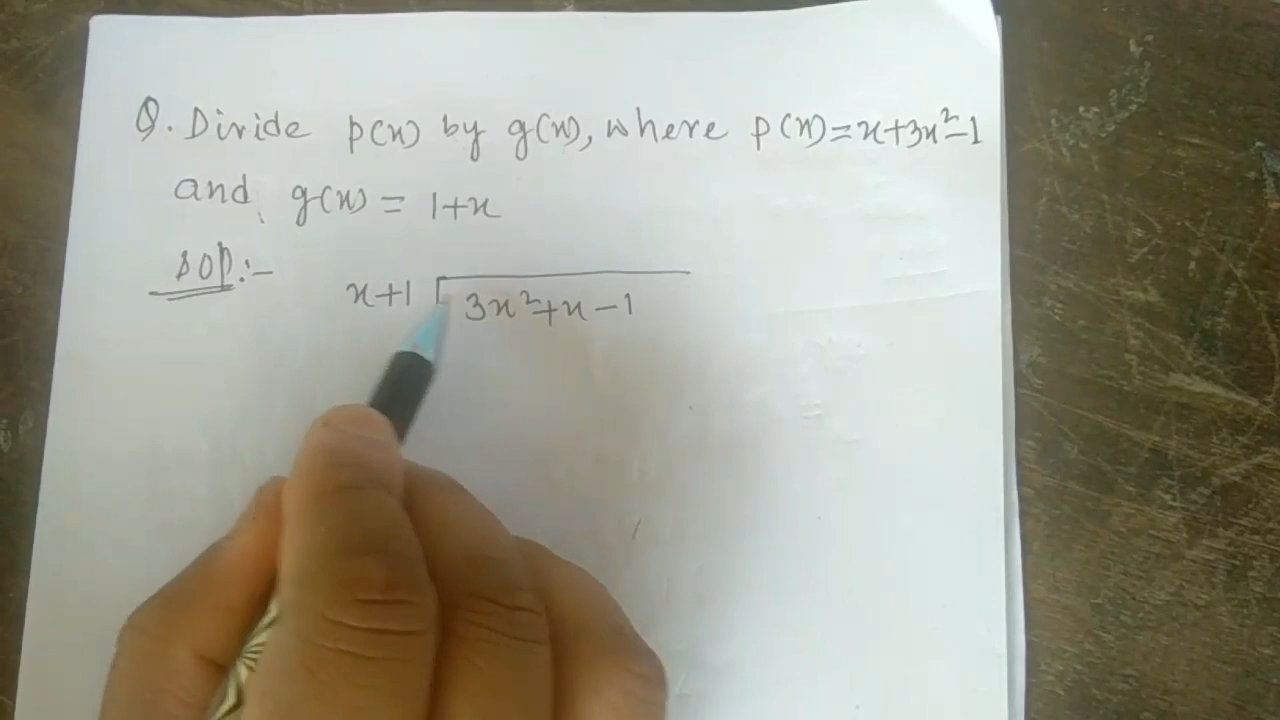 Q. Divide p(x) by g(x), where p(x)=x+3x²-1
and, g(x) = 1+x
Sol:-
x+1 3x²+x-1